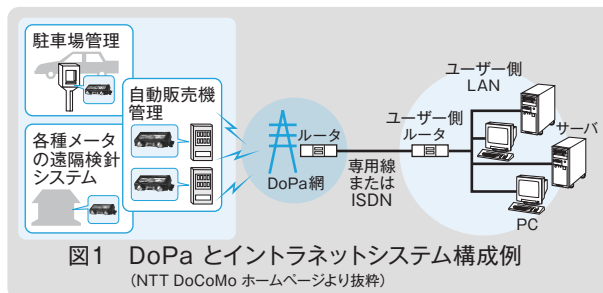 駐車場管理
自動販売機
管理
各種メータ
の遠隔検針
システム
ルータ
DoPa網
専用線
または
ISDN
ユーザー側
ルータ
ユーザー側
LAN
サーバ
PC
図1 DoPa とイントラネットシステム構成例
(NTT DoCoMo ホームページより抜粋)